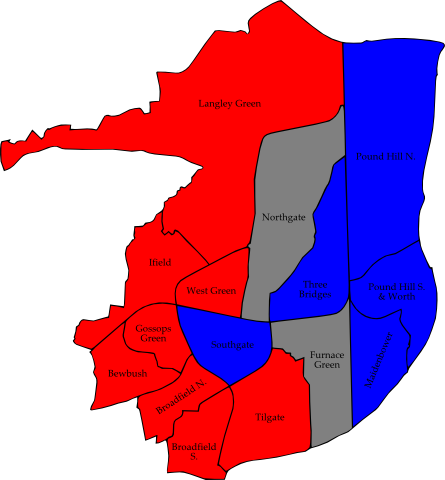 Langley Green
Pound Hill N.
Northgate
Ifield
West Green
Three
Bridges
Pound Hill S
& Worth
Gossops
Green
Southgate
Furnace
Green
Maidenbower
Bewbush
Broadfield N.
Tilgate
Broadfield
S.